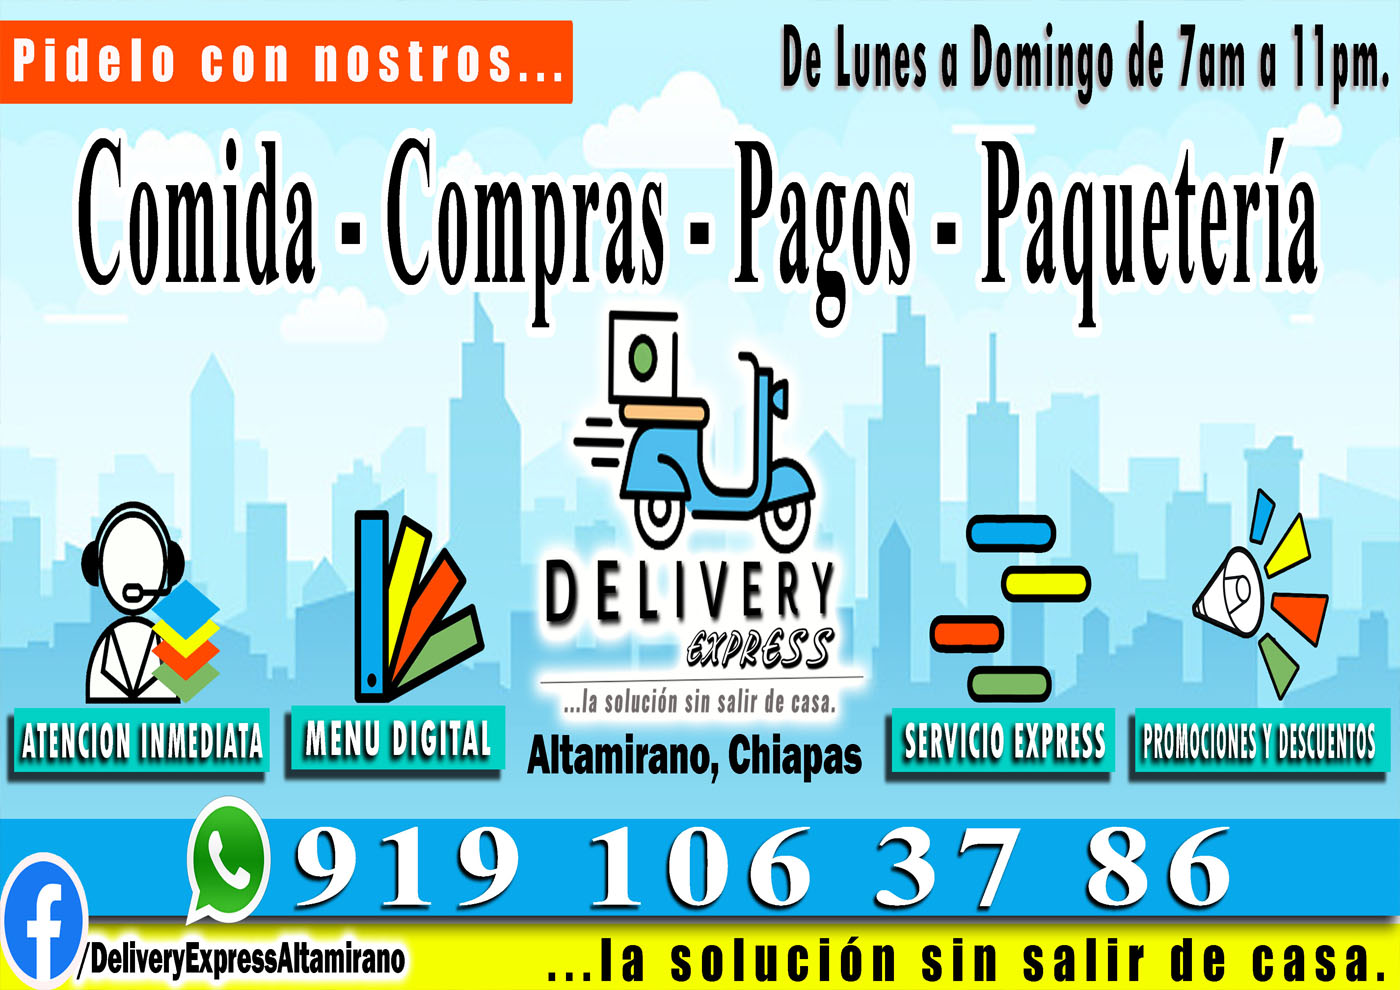 Pidelo con nostros...
De Lunes a Domingo de 7am a 11pm.
Comida - Compras - Pagos - Paquetería
DELIVERY
EXPRESS
...la solución sin salir de casa.
Altamirano, Chiapas
ATENCION INMEDIATA
MENU DIGITAL
SERVICIO EXPRESS
PROMOCIONES Y DESCUENTOS
919 106 37 86
/DeliveryExpressAltamirano
...la solución sin salir de casa.